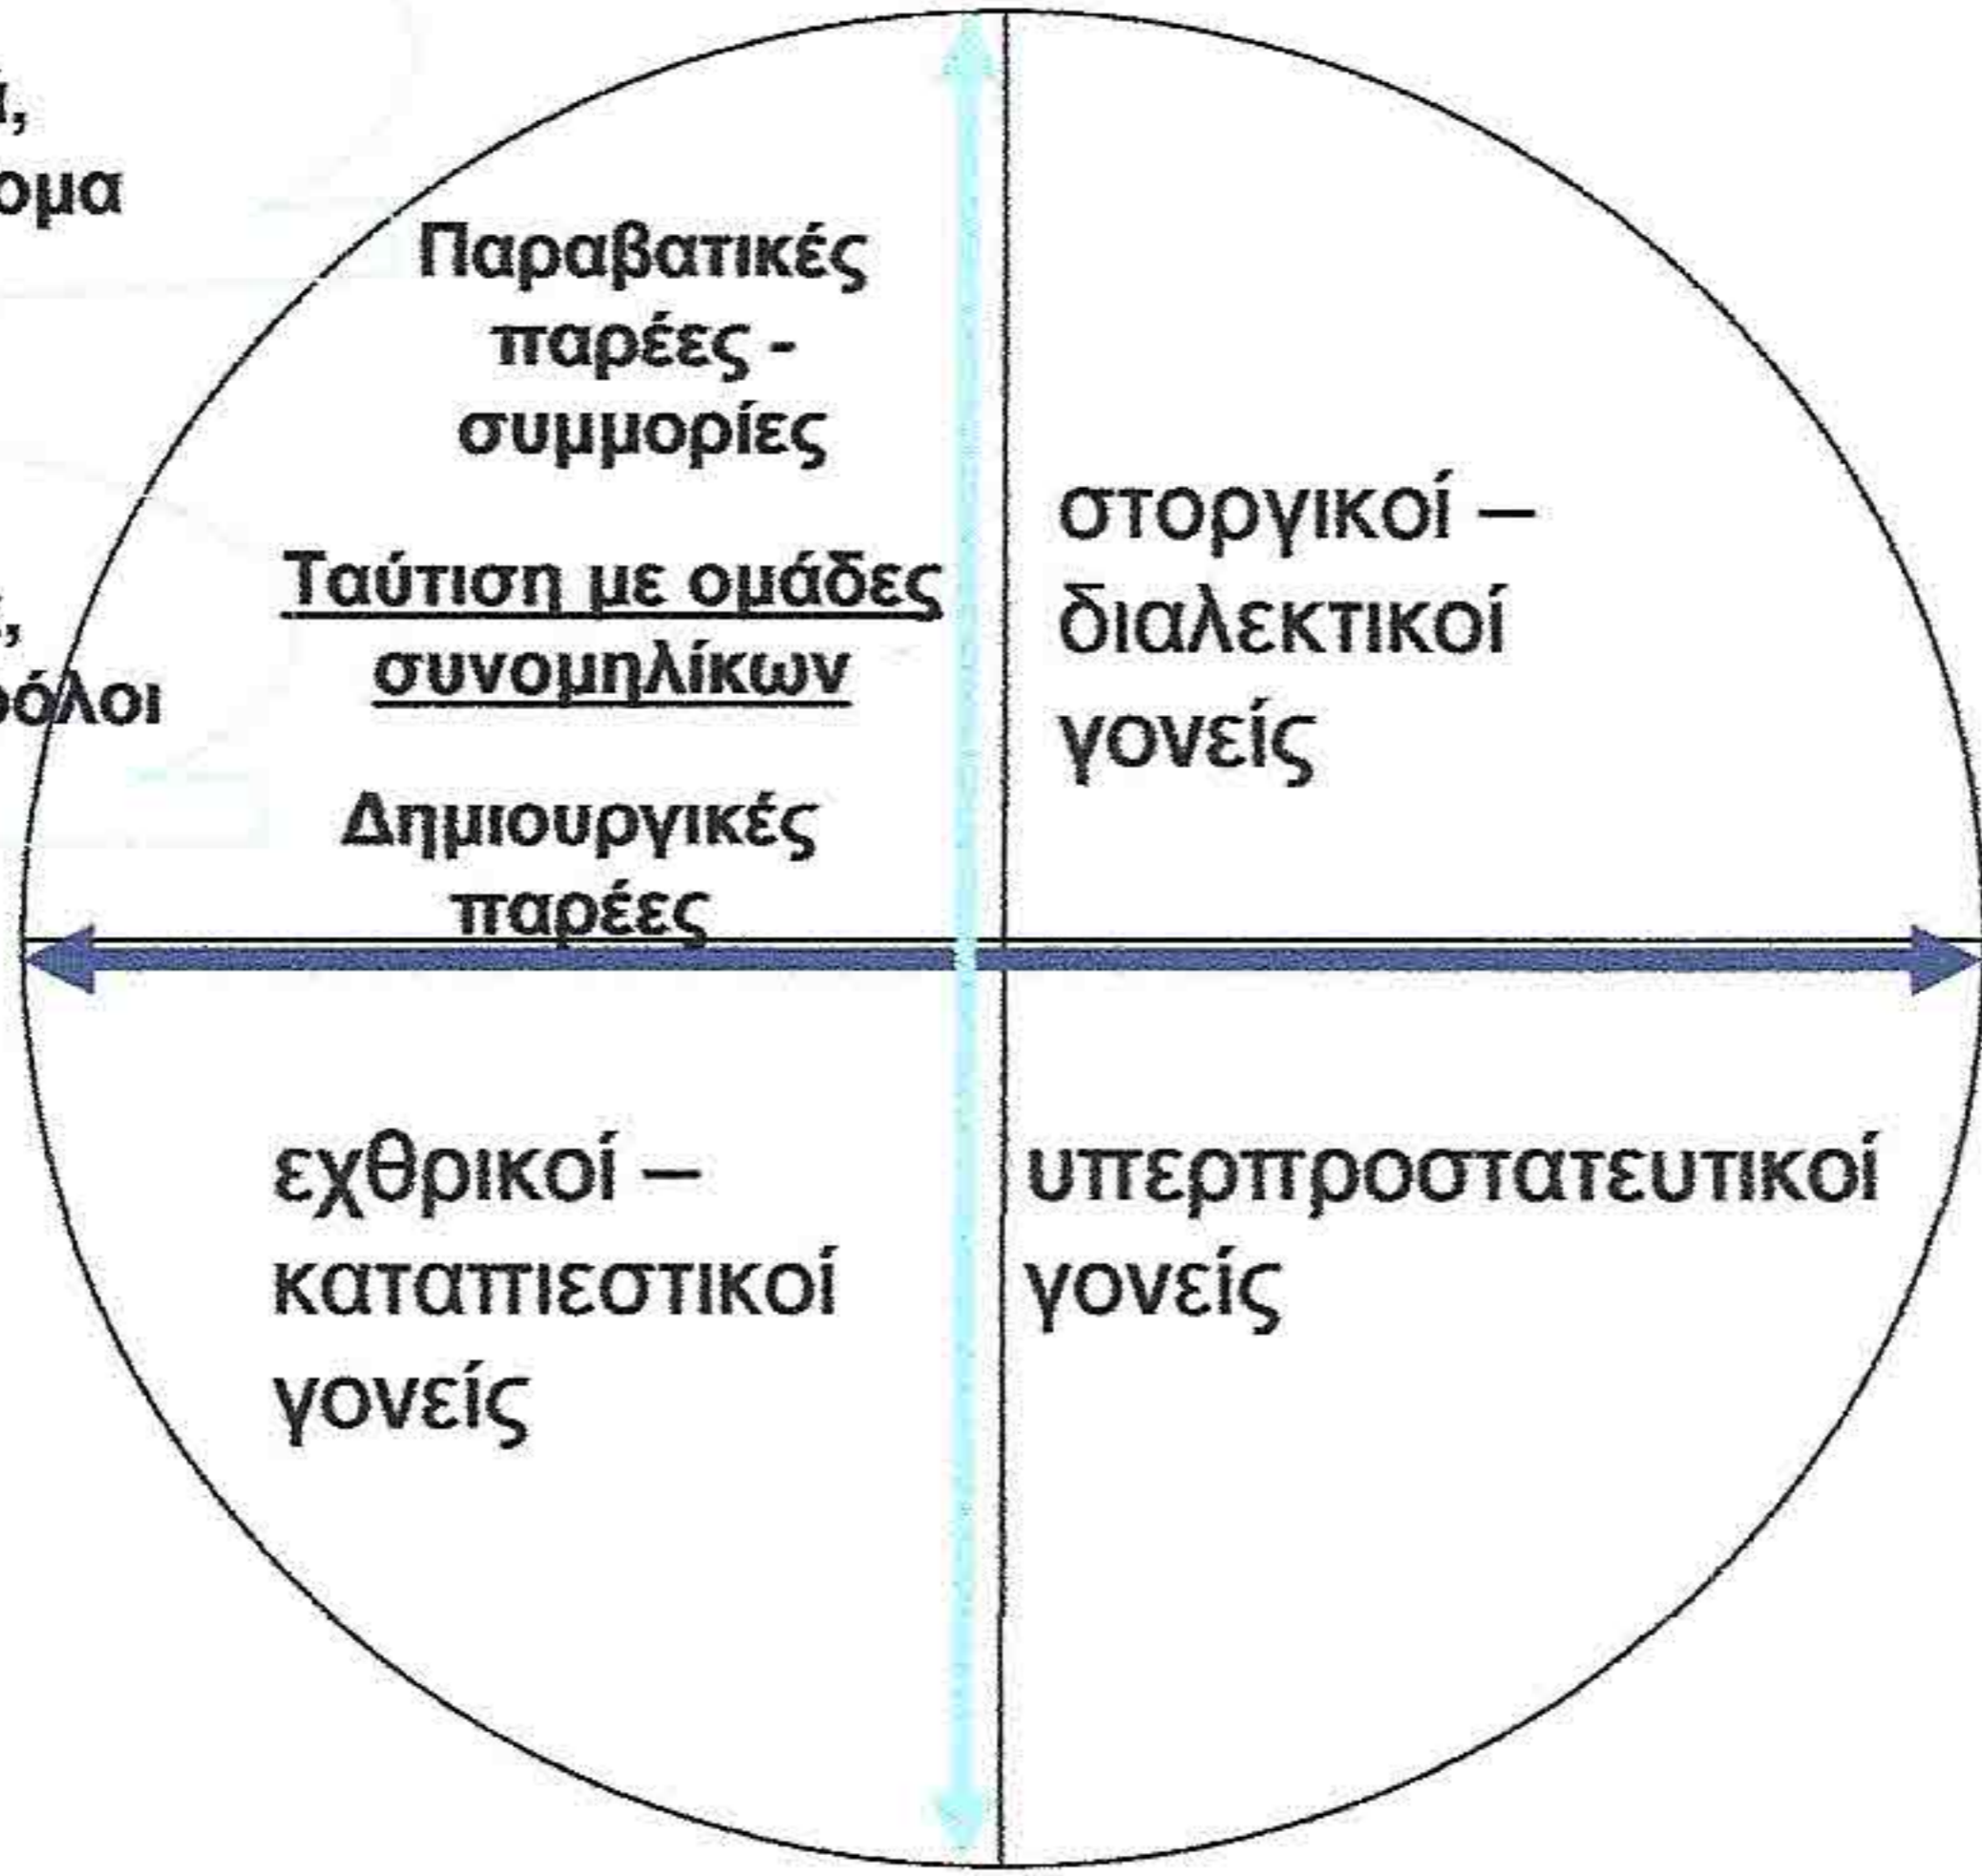 Παραβατικές
παρέες -
συμμορίες
Ταύτιση με ομάδες
συνομηλίκων
Δημιουργικές
παρέες
στοργικοί –
διαλεκτικοί
γονείς
εχθρικοί –
καταπιεστικοί
γονείς
υπερπροστατευτικοί
γονείς